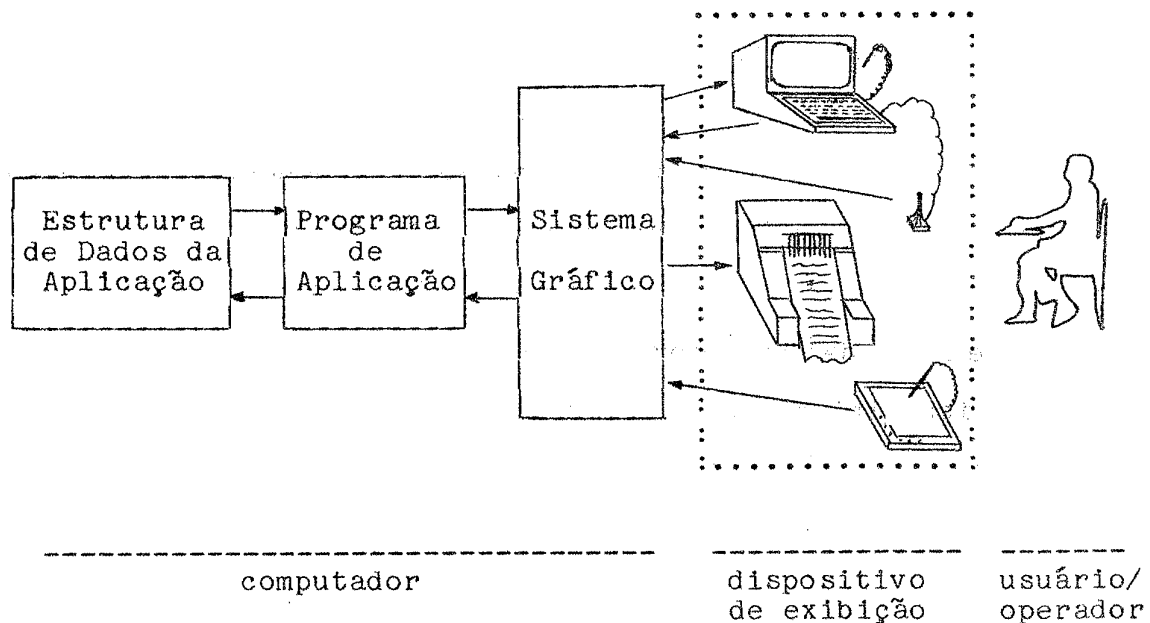 Estrutura
de Dados da
Aplicação
Programa
de
Aplicação
Sistema
Gráfico
computador
dispositivo
de exibição
usuário/
operador